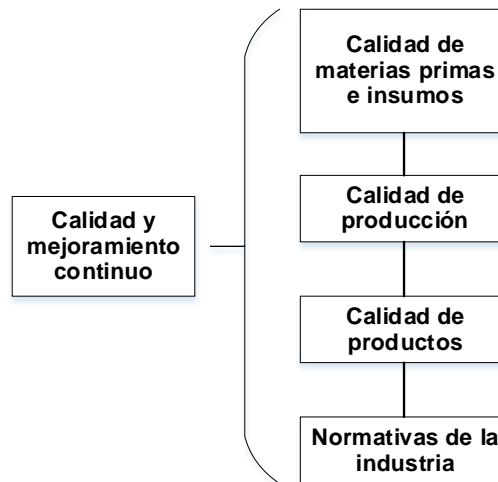 Calidad de
materias primas
e insumos
Calidad y
mejoramiento
continuo
Calidad de
producción
Calidad de
productos
Normativas de la
industria